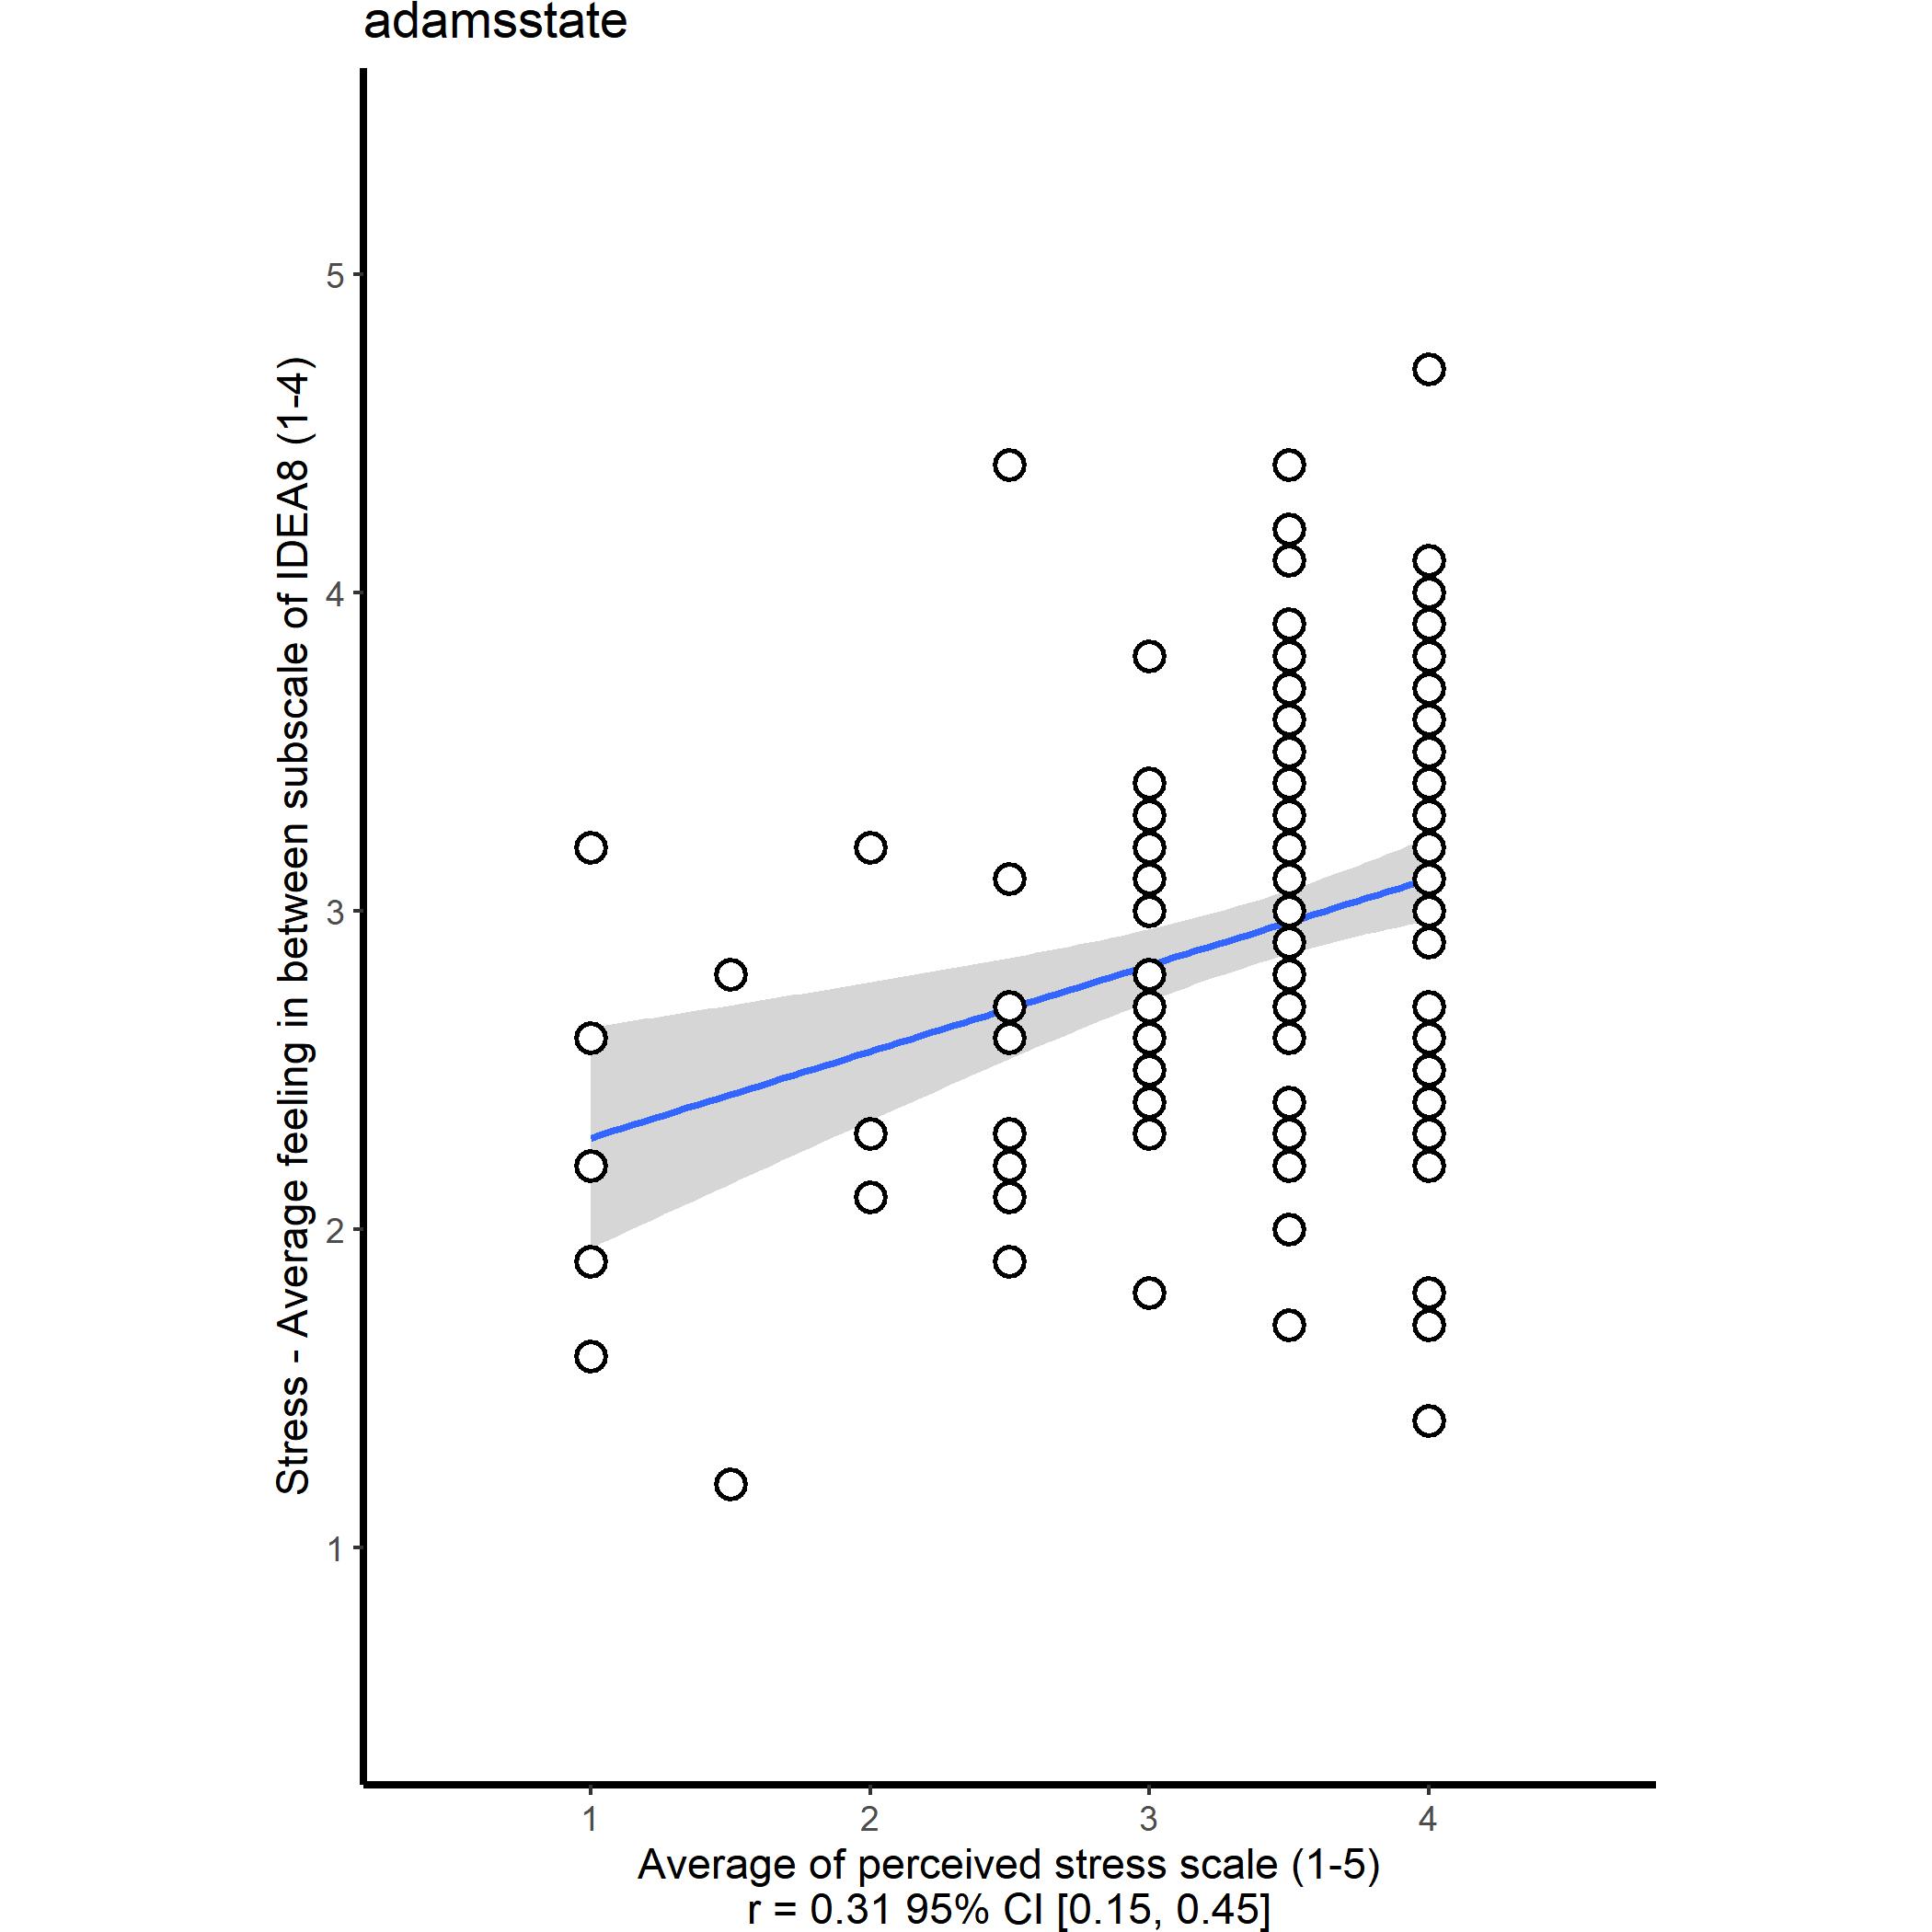 adamsstate
Stress - Average feeling in between subscale of IDEA8 (1-4)
5
4
3
2
1
1 2 3 4
Average of perceived stress scale (1-5)
r = 0.31 95% CI [0.15, 0.45]